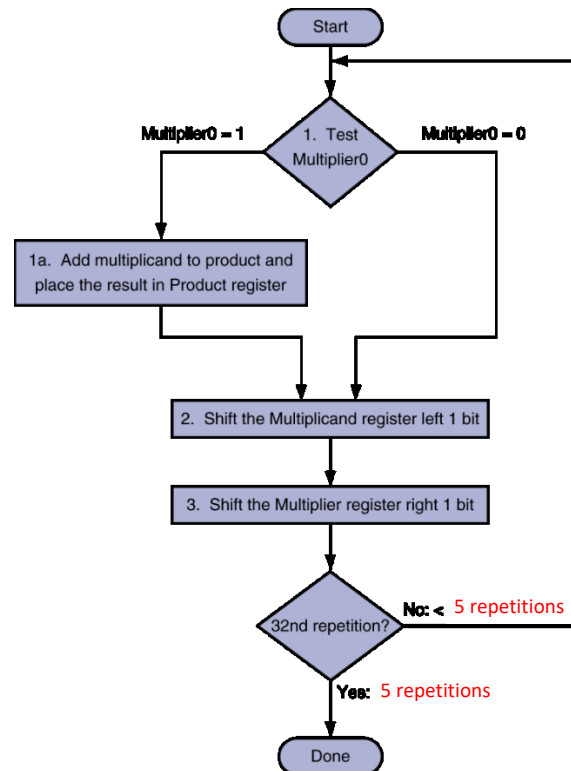 Start
Multiplier0 = 1
1. Test
Multiplier0
Multiplier0 = 0
1a. Add multiplicand to product and
place the result in Product register
2. Shift the Multiplicand register left 1 bit
3. Shift the Multiplier register right 1 bit
32nd repetition?
No: < 5 repetitions
Yes: 5 repetitions
Done